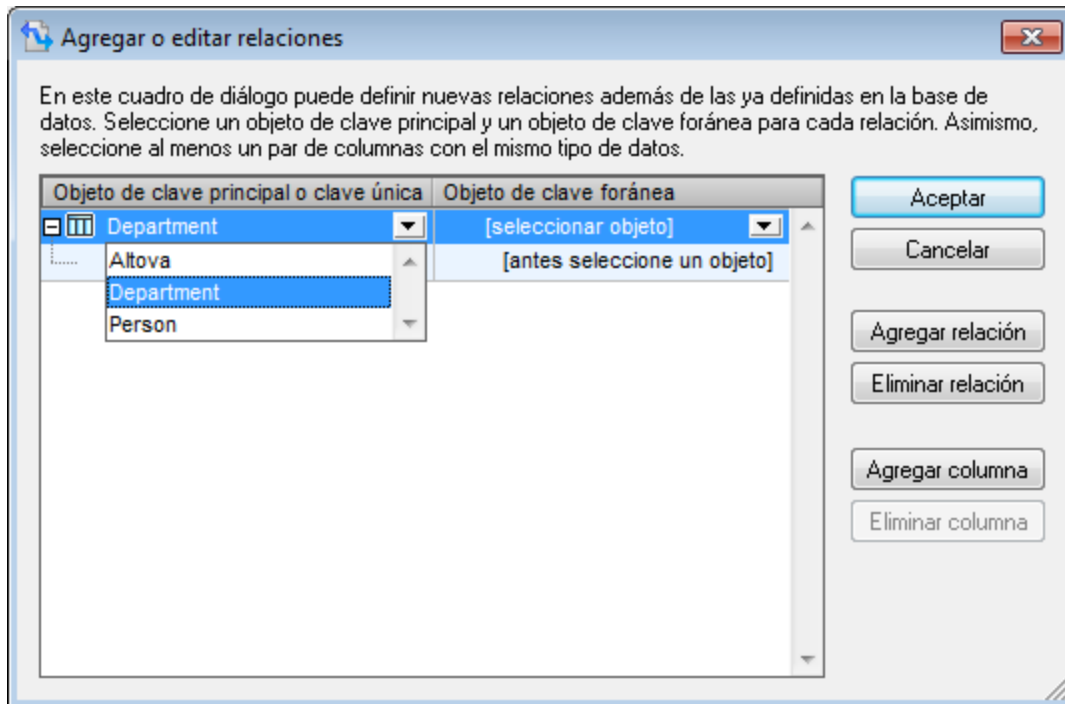 Agregar o editar relaciones
En este cuadro de diálogo puede definir nuevas relaciones además de las ya definidas en la base de
datos. Seleccione un objeto de clave principal y un objeto de clave foránea para cada relación. Asimismo,
seleccione al menos un par de columnas con el mismo tipo de datos.
Objeto de clave principal o clave única Objeto de clave foránea
Department [seleccionar objeto]
Altova [antes seleccione un objeto]
Department
Person
Aceptar
Cancelar
Agregar relación
Eliminar relación
Agregar columna
Eliminar columna